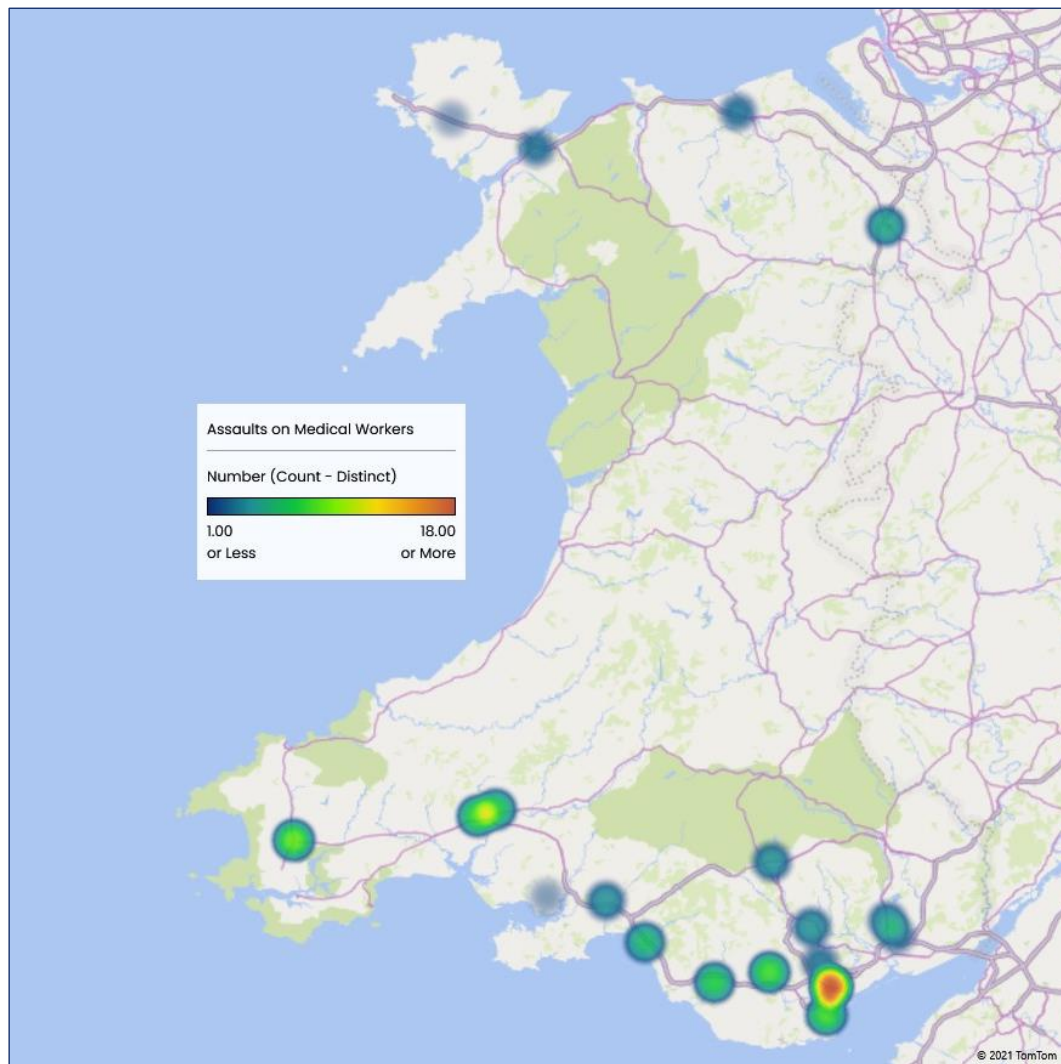 Assaults on Medical Workers
Number (Count - Distinct)
1.00 18.00
or Less or More
© 2021 TomTom